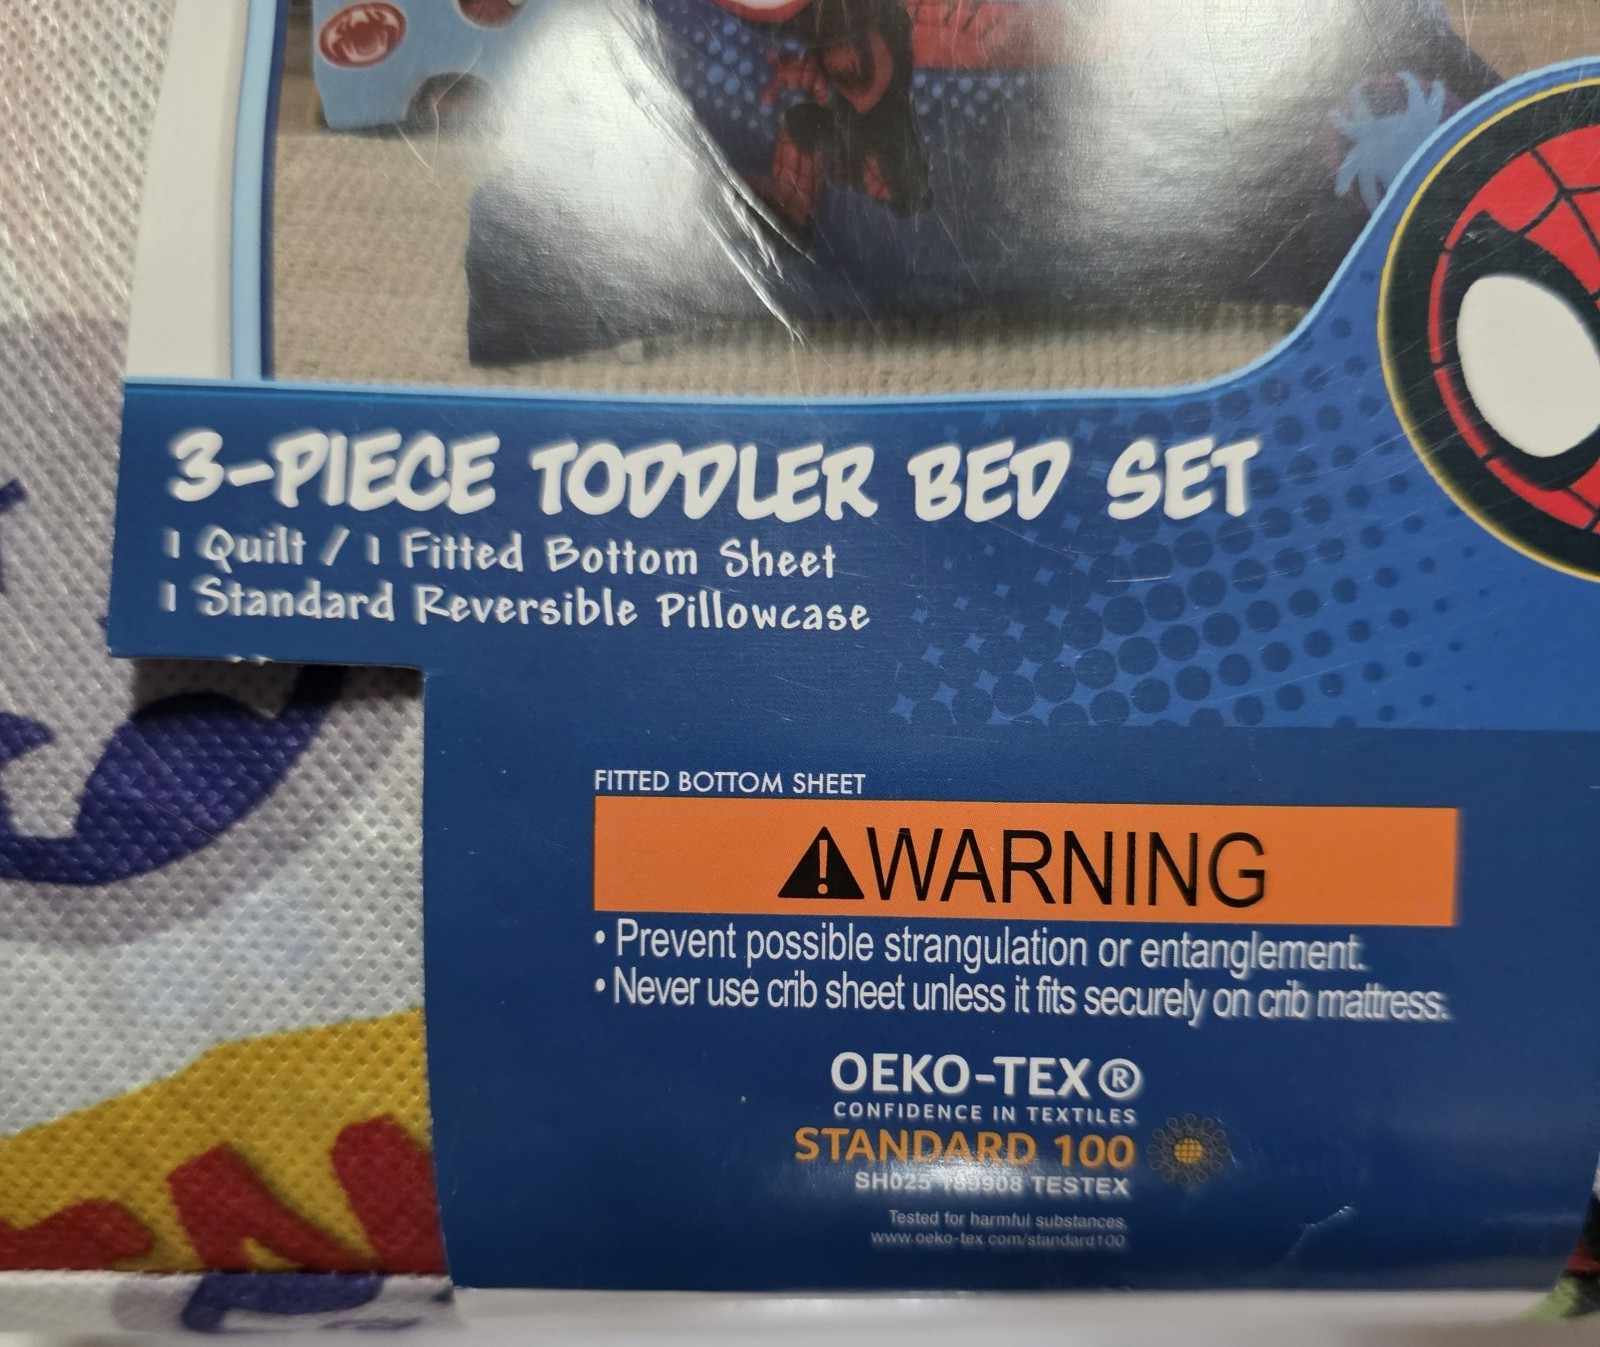 3-PIECE TODDLER BED SET
1 Quilt / 1 Fitted Bottom Sheet
1 Standard Reversible Pillowcase
FITTED BOTTOM SHEET
WARNING
• Prevent possible strangulation or entanglement.
• Never use crib sheet unless it fits securely on crib mattress.
OEKO-TEX®
CONFIDENCE IN TEXTILES
STANDARD 100
SH025 TESTEX
Tested for harmful substances.
www.oeko-tex.com/standard100